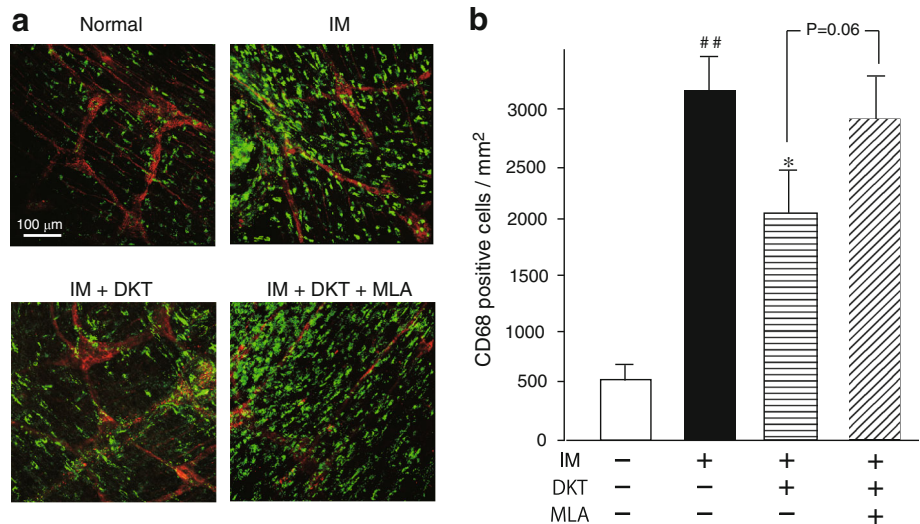 a
Normal
IM
100 μm
IM + DKT
IM + DKT + MLA
b
P=0.06
# #
*
CD68 positive cells / mm²
3000
2500
2000
1500
1000
500
0
IM − + + +
DKT − − + +
MLA − − − +